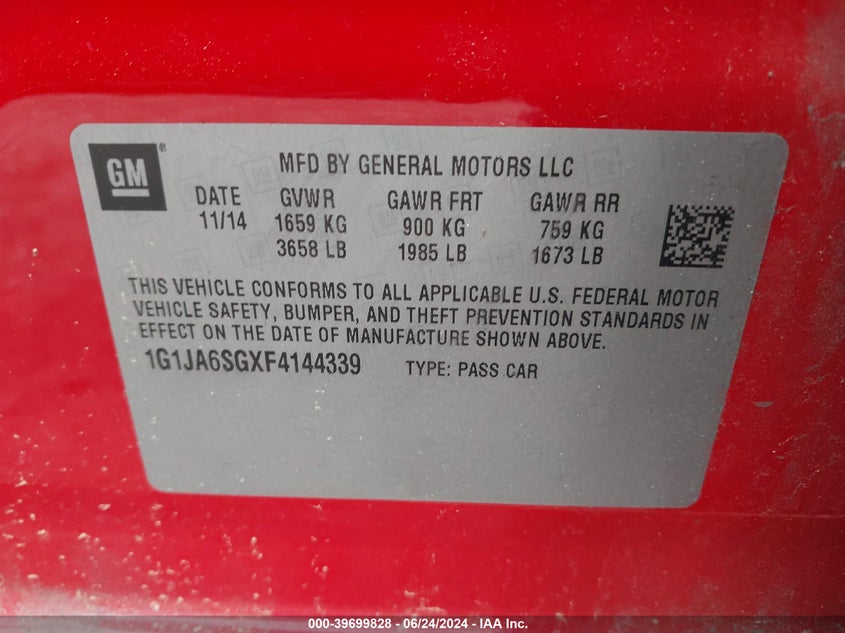 GM
MFD BY GENERAL MOTORS LLC
DATE GVWR GAWR FRT GAWR RR
11/14 1659 KG 900 KG 759 KG
3658 LB 1985 LB 1673 LB
THIS VEHICLE CONFORMS TO ALL APPLICABLE U.S. FEDERAL MOTOR
VEHICLE SAFETY, BUMPER, AND THEFT PREVENTION STANDARDS IN
EFFECT ON THE DATE OF MANUFACTURE SHOWN ABOVE.
1G1JA6SGXF4144339 TYPE: PASS CAR
000-39699828 - 06/24/2024 - IAA Inc.